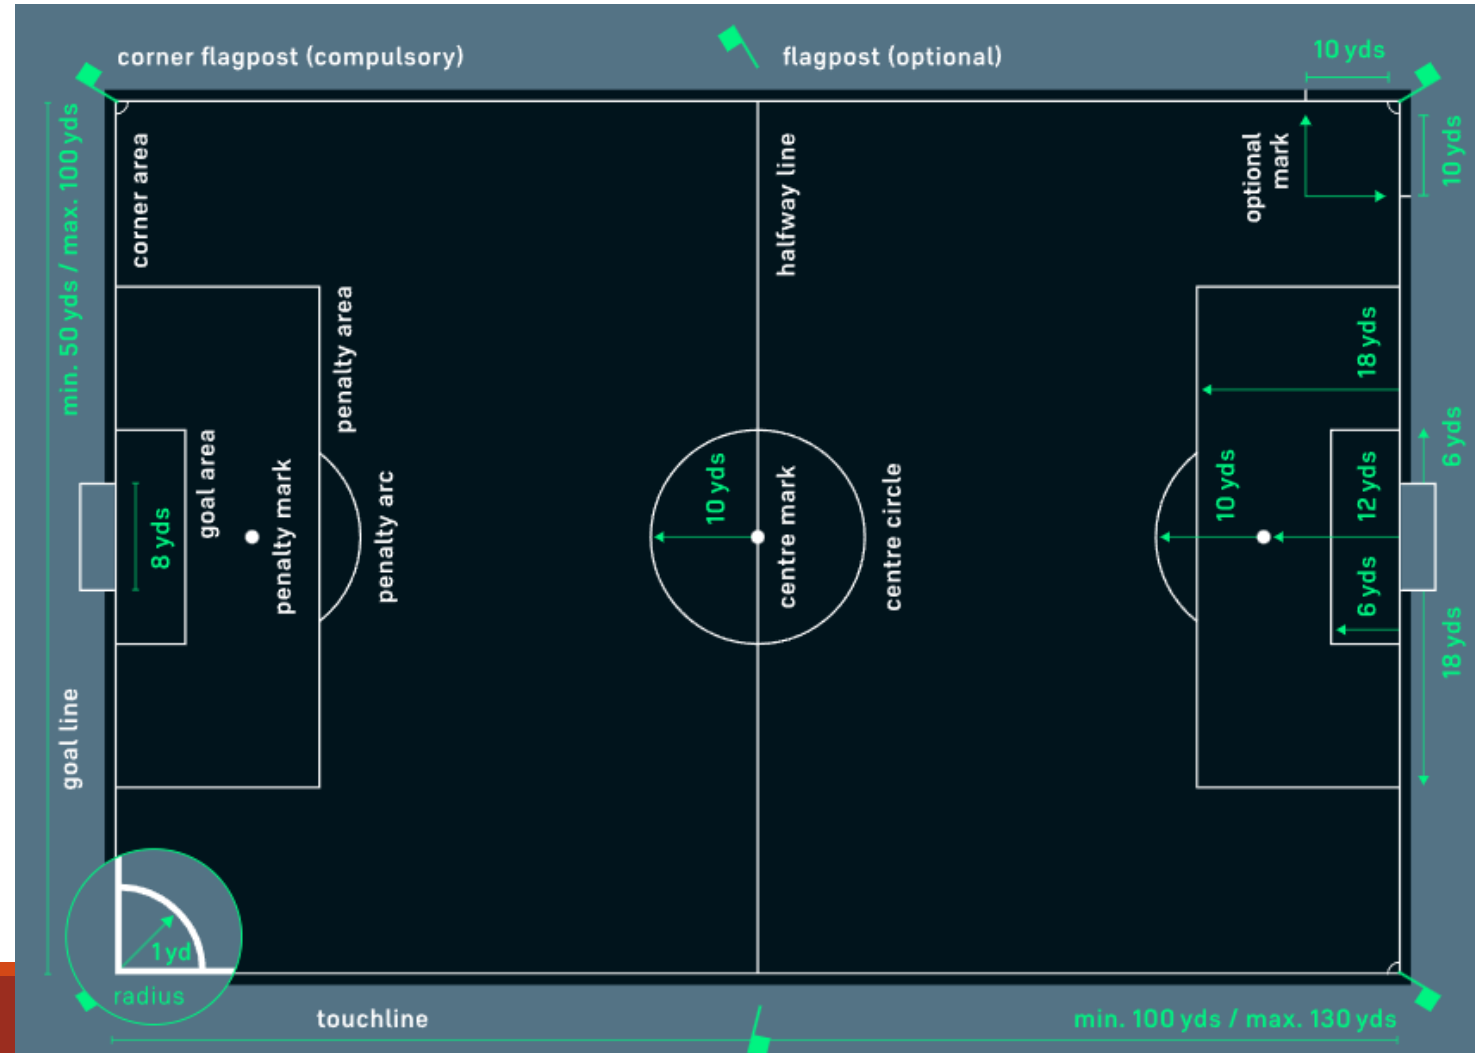 corner flagpost (compulsory)
flagpost (optional)
10 yds
min. 50 yds / max. 100 yds
corner area
halfway line
optional
mark
10 yds
penalty area
18 yds
goal area
penalty mark
penalty arc
8 yds
10 yds
centre mark
centre circle
10 yds
12 yds
6 yds
6 yds
18 yds
goal line
1 yd
radius
touchline
min. 100 yds / max. 130 yds